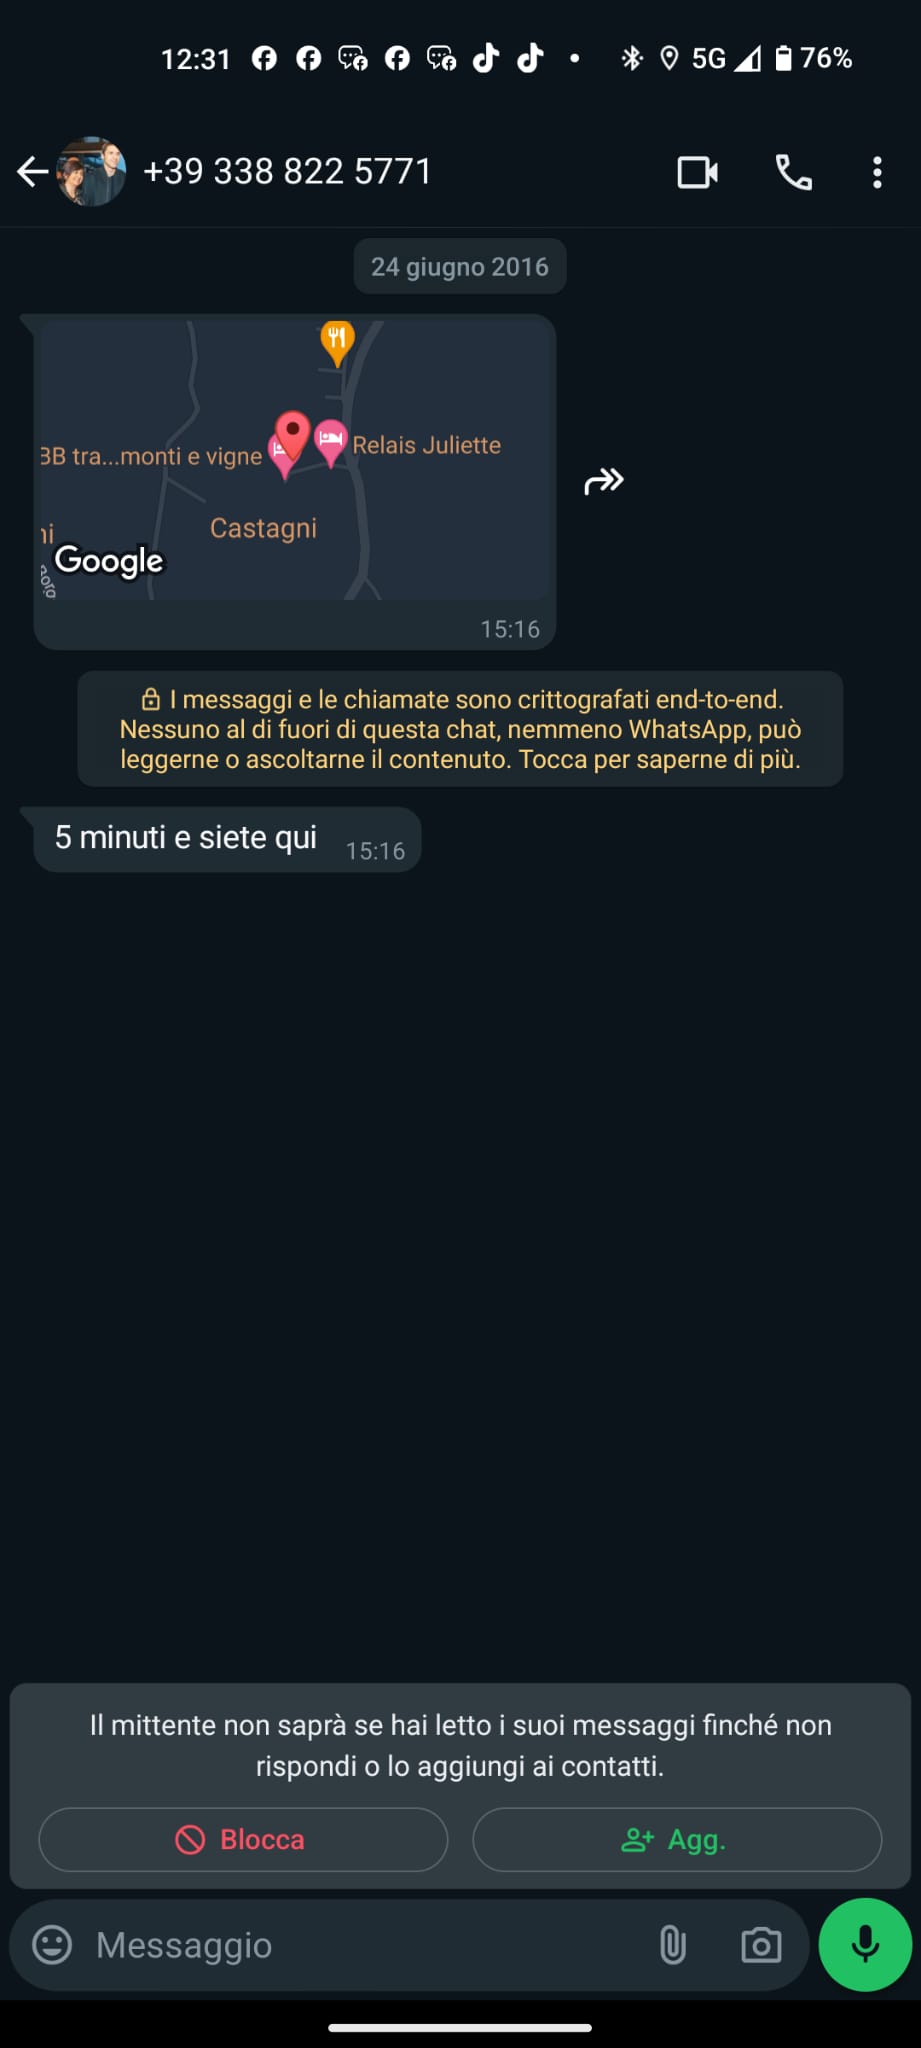 12:31
5G
76%
+39 338 822 5771
24 giugno 2016
BB tra...monti e vigne
Relais Juliette
Castagni
Google
15:16
I messaggi e le chiamate sono crittografati end-to-end.
Nessuno al di fuori di questa chat, nemmeno WhatsApp, può
leggerne o ascoltarne il contenuto. Tocca per saperne di più.
5 minuti e siete qui
15:16
Il mittente non saprà se hai letto i suoi messaggi finché non
rispondi o lo aggiungi ai contatti.
Blocca
Agg.
Messaggio